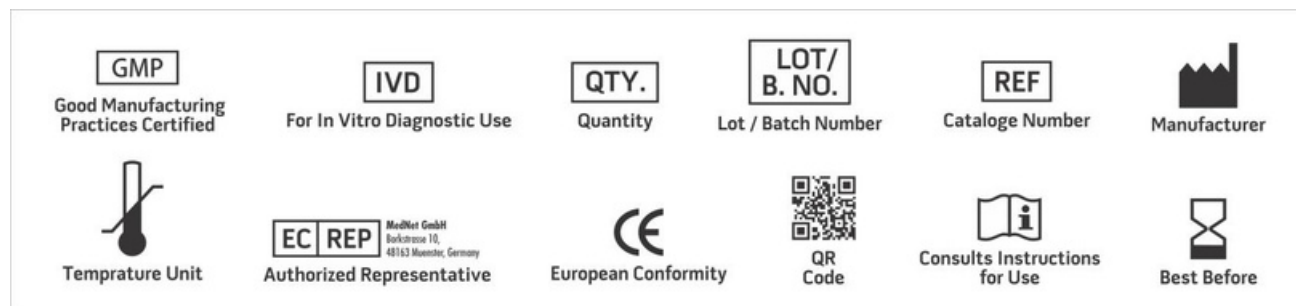 GMP
Good Manufacturing
Practices Certified
IVD
For In Vitro Diagnostic Use
QTY.
Quantity
LOT/
B. NO.
Lot / Batch Number
REF
Cataloge Number
Manufacturer
Temprature Unit
EC REP
MedNet GmbH
Borkstrasse 10,
48163 Muenster, Germany
Authorized Representative
CE
European Conformity
QR
Code
i
Consults Instructions
for Use
Best Before